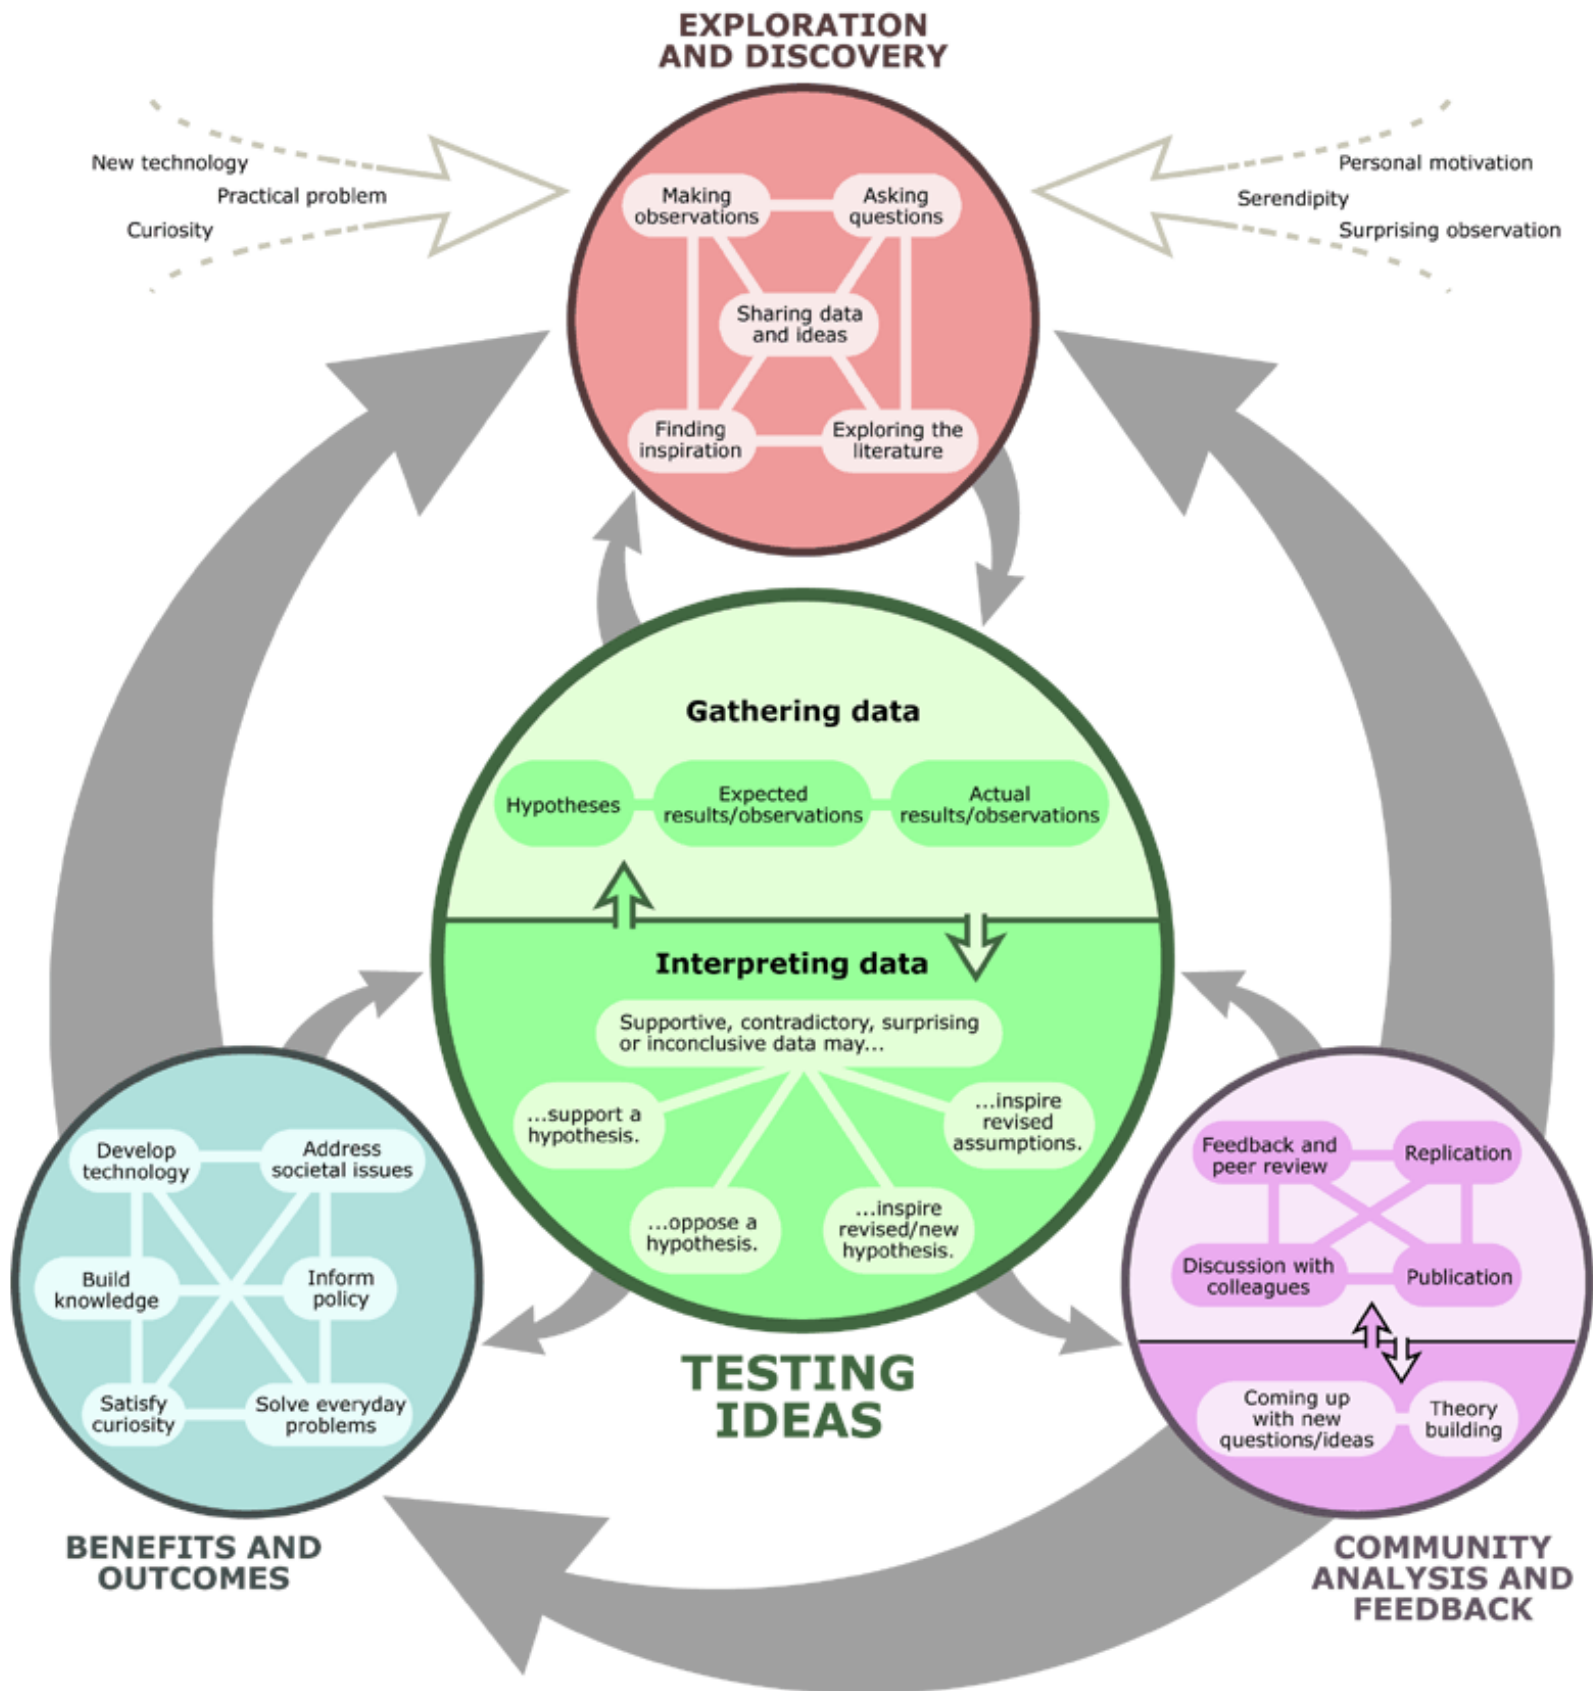 EXPLORATION
AND DISCOVERY
New technology
Practical problem
Curiosity
Personal motivation
Serendipity
Surprising observation
Making
observations
Asking
questions
Sharing data
and ideas
Finding
inspiration
Exploring the
literature
Gathering data
Hypotheses
Expected
results/observations
Actual
results/observations
Interpreting data
Supportive, contradictory, surprising
or inconclusive data may...
...support a
hypothesis.
...oppose a
hypothesis.
...inspire
revised/new
hypothesis.
...inspire
revised
assumptions.
TESTING
IDEAS
Develop
technology
Address
societal issues
Build
knowledge
Inform
policy
Satisfy
curiosity
Solve everyday
problems
BENEFITS AND
OUTCOMES
Feedback and
peer review
Replication
Discussion with
colleagues
Publication
Coming up
with new
questions/ideas
Theory
building
COMMUNITY
ANALYSIS AND
FEEDBACK